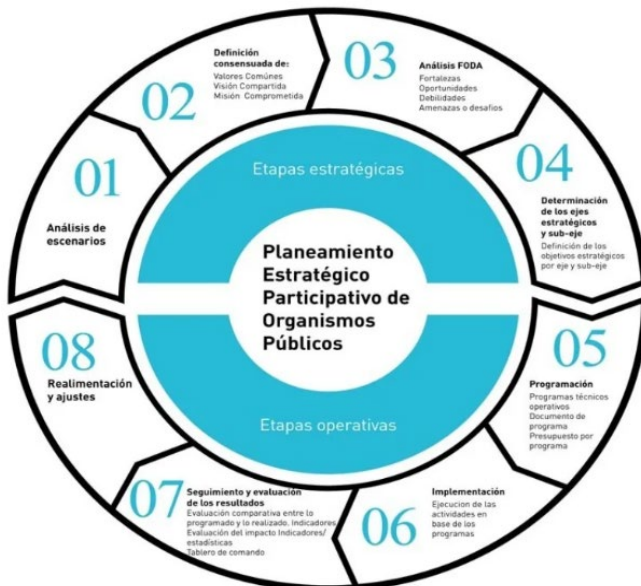 Planeamiento
Estratégico
Participativo de
Organismos
Públicos
Etapas estratégicas
01
Análisis de
escenarios
02
Definición
consensuada de:
Valores Comúnes
Visión Compartida
Misión Comprometida
03
Análisis FODA
Fortalezas
Oportunidades
Debilidades
Amenazas o desafios
04
Determinación
de los ejes
estratégicos
y sub-eje
Definición de los
objetivos estratégicos
por eje y sub-eje
Etapas operativas
05
Programación
Programas técnicos
operativos
Documento de
programa
Presupuesto por
programa
06
Implementación
Ejecucion de las
actividades en
base de los
programas
07
Seguimiento y evaluación
de los resultados
Evaluación comparativa entre lo
programado y lo realizado. Indicadores
Evaluación del impacto Indicadores/
estadísticas
Tablero de comando
08
Realimentación
y ajustes